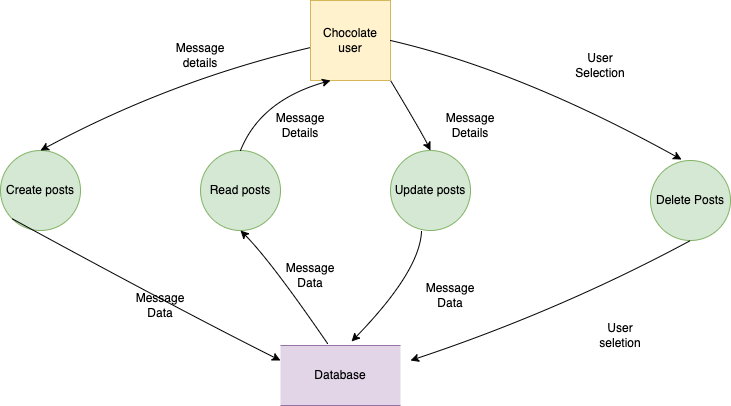 Chocolate
user
Message
details
User
Selection
Message
Details
Message
Details
Create posts
Read posts
Update posts
Delete Posts
Message
Data
Message
Data
Message
Data
User
seletion
Database